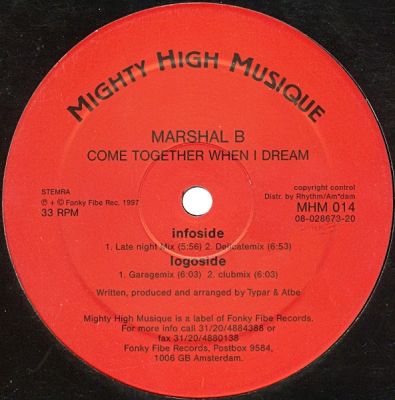 MIGHTY HIGH MUSIQUE
MARSHAL B
COME TOGETHER WHEN I DREAM
STEMRA
℗ + © Fonky Fibe Rec. 1997
33 RPM
copyright control
Distr. by Rhythm/Am*dam
MHM 014
08-028673-20
infoside
1. Late night Mix (5:56) 2. Delicatemix (6:53)
logoside
1. Garagemix (6:03) 2. clubmix (6:03)
Written, produced and arranged by Typar & Atbe
Mighty High Musique is a label of Fonky Fibe Records.
For more info call 31/20/4884388 or
fax 31/20/4880138
Fonky Fibe Records, Postbox 9584,
1006 GB Amsterdam.